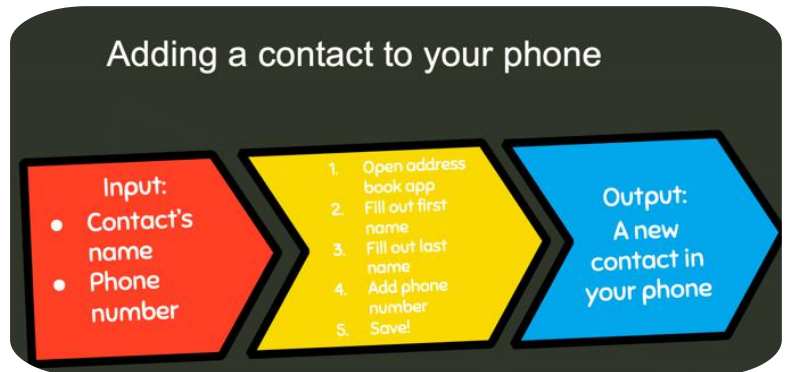 Adding a contact to your phone
Input:
● Contact's
name
● Phone
number
1. Open address
book app
2. Fill out first
name
3. Fill out last
name
4. Add phone
number
5. Save!
Output:
A new
contact in
your phone